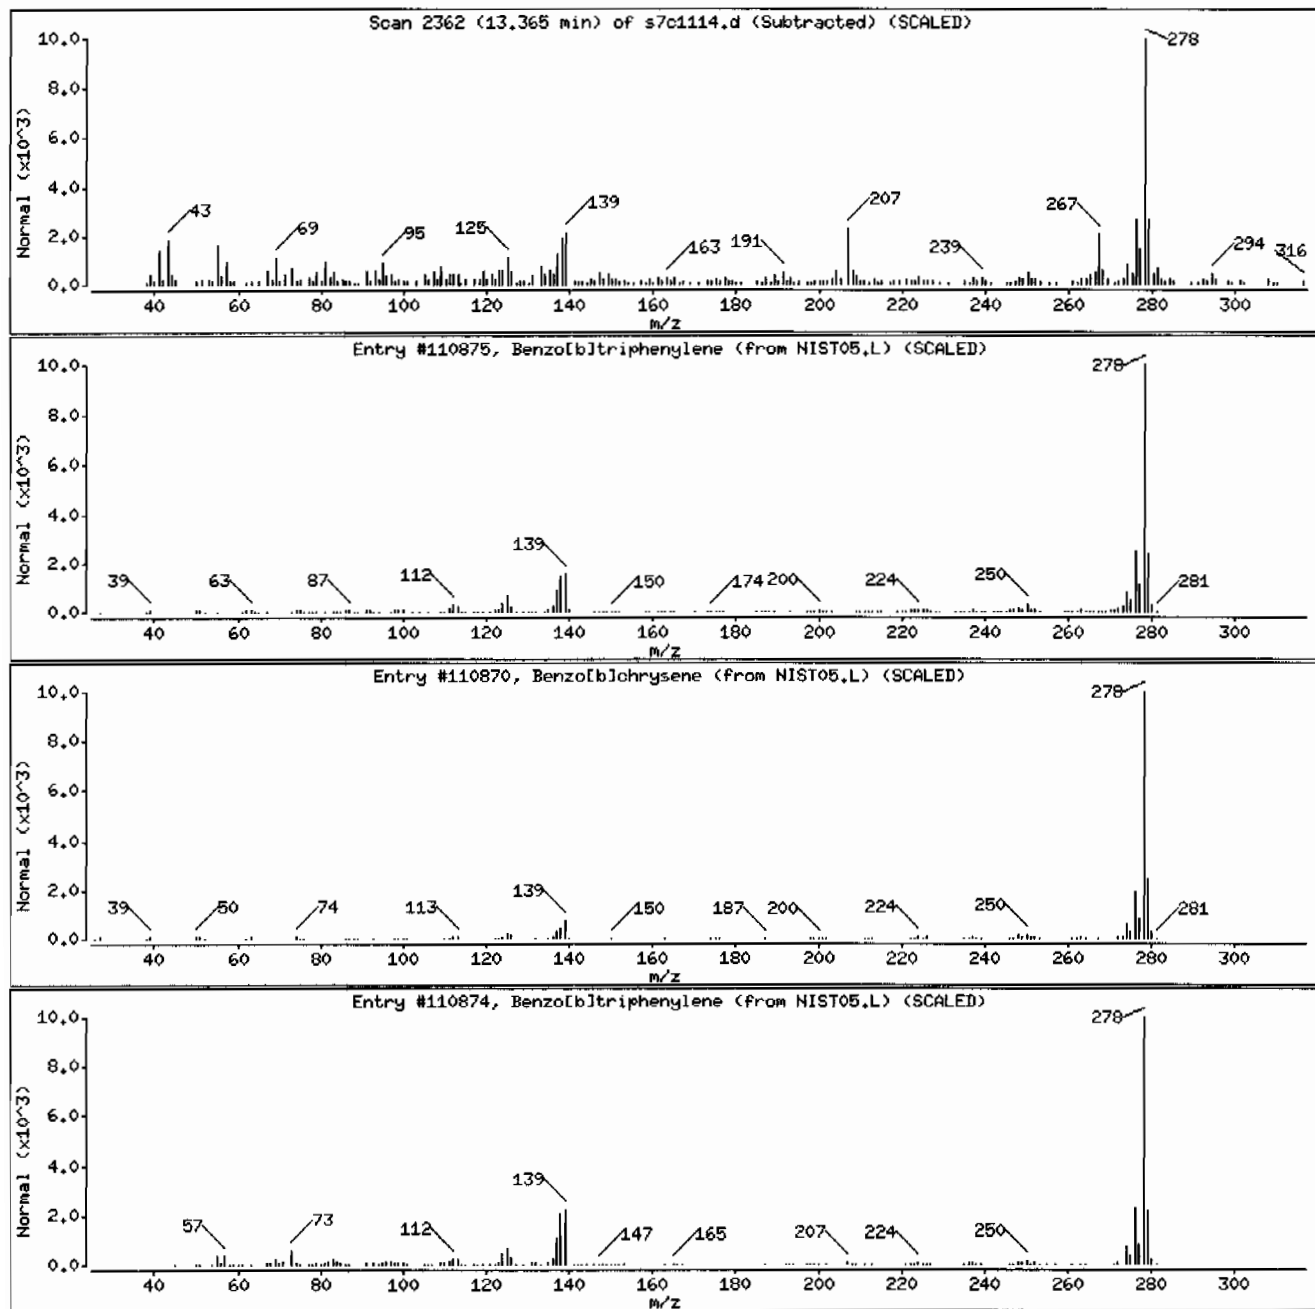 Scan 2362 (13.365 min) of s7c1114.d (Subtracted) (SCALED)
Normal (x10^3)
10.0
8.0
6.0
4.0
2.0
0.0
43 69 95 125 139 163 191 207 239 267 278 294 316
40 60 80 100 120 140 160 180 200 220 240 260 280 300
m/z
Entry #110875, Benzo[b]triphenylene (from NIST05.L) (SCALED)
Normal (x10^3)
10.0
8.0
6.0
4.0
2.0
0.0
39 63 87 112 139 150 174 200 224 250 278 281
40 60 80 100 120 140 160 180 200 220 240 260 280 300
m/z
Entry #110870, Benzo[b]chrysene (from NIST05.L) (SCALED)
Normal (x10^3)
10.0
8.0
6.0
4.0
2.0
0.0
39 50 74 113 139 150 187 200 224 250 278 281
40 60 80 100 120 140 160 180 200 220 240 260 280 300
m/z
Entry #110874, Benzo[b]triphenylene (from NIST05.L) (SCALED)
Normal (x10^3)
10.0
8.0
6.0
4.0
2.0
0.0
57 73 112 139 147 165 207 224 250 278
40 60 80 100 120 140 160 180 200 220 240 260 280 300
m/z